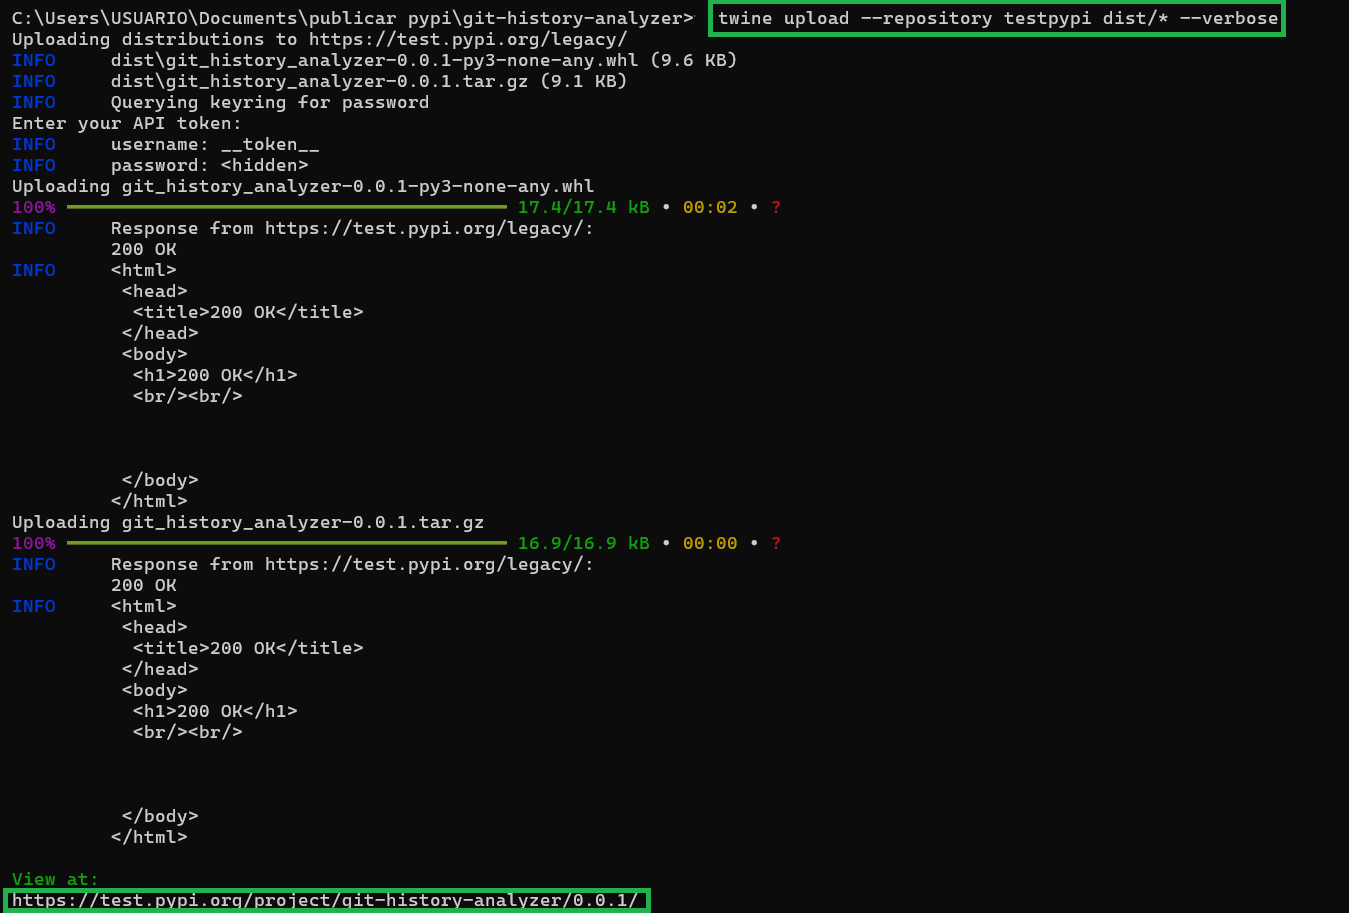 C:\Users\USUARIO\Documents\publicar pypi\git-history-analyzer> twine upload --repository testpypi dist/* --verbose
Uploading distributions to https://test.pypi.org/legacy/
INFO     dist\git_history_analyzer-0.0.1-py3-none-any.whl (9.6 KB)
INFO     dist\git_history_analyzer-0.0.1.tar.gz (9.1 KB)
INFO     Querying keyring for password
Enter your API token:
INFO     username: __token__
INFO     password: <hidden>
Uploading git_history_analyzer-0.0.1-py3-none-any.whl
100% 17.4/17.4 kB • 00:02 • ?
INFO     Response from https://test.pypi.org/legacy/:
         200 OK
INFO     <html>
          <head>
           <title>200 OK</title>
          </head>
          <body>
           <h1>200 OK</h1>
           <br/><br/>
          </body>
         </html>
Uploading git_history_analyzer-0.0.1.tar.gz
100% 16.9/16.9 kB • 00:00 • ?
INFO     Response from https://test.pypi.org/legacy/:
         200 OK
INFO     <html>
          <head>
           <title>200 OK</title>
          </head>
          <body>
           <h1>200 OK</h1>
           <br/><br/>
          </body>
         </html>
View at:
https://test.pypi.org/project/git-history-analyzer/0.0.1/